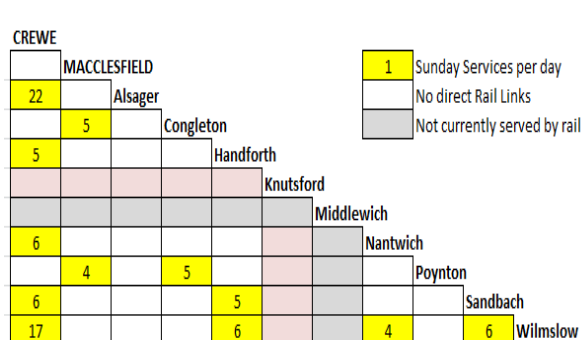 CREWE
MACCLESFIELD 1 Sunday Services per day
22 Alsager No direct Rail Links
5 Congleton Not currently served by rail
5 Handforth
Knutsford
Middlewich
6 Nantwich
4 5 Poynton
6 5 Sandbach
17 6 4 6 Wilmslow